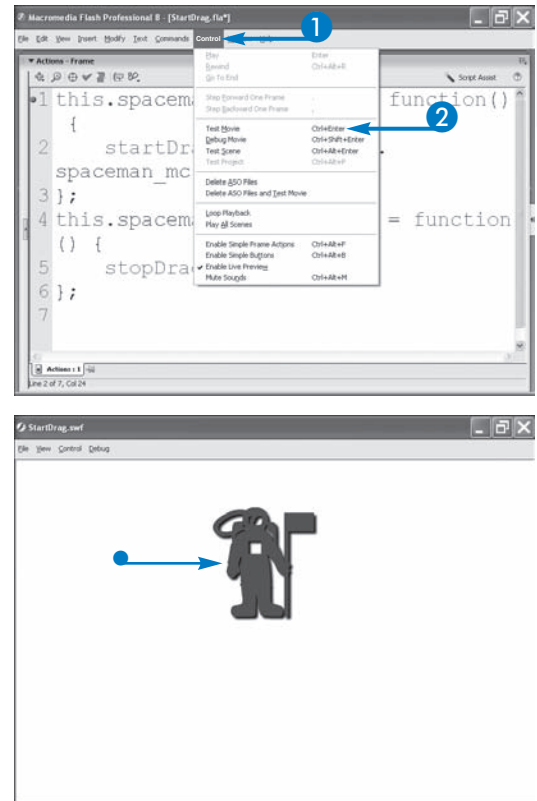 Macromedia Flash Professional 8 - [StartDrag.fla*]
File Edit View Insert Modify Text Commands Control Help
1
Actions - Frame
Script Assist
Play Enter
Rewind Ctrl+Alt+R
Go To End
Step Forward One Frame .
Step Backward One Frame ,
Test Movie Ctrl+Enter
2
Debug Movie Ctrl+Shift+Enter
Test Scene Ctrl+Alt+Enter
Test Project Ctrl+Alt+P
Delete ASO Files
Delete ASO Files and Test Movie
Loop Playback
Play All Scenes
Enable Simple Frame Actions Ctrl+Alt+F
Enable Simple Buttons Ctrl+Alt+B
Enable Live Preview
Mute Sounds Ctrl+Alt+M
1 this.spacem function()
{
2 startDr .
spaceman_mc
3 };
4 this.spacem = function
() {
5 stopDra
6 };
7
Actions : 1
Line 2 of 7, Col 24
StartDrag.swf
File View Control Debug